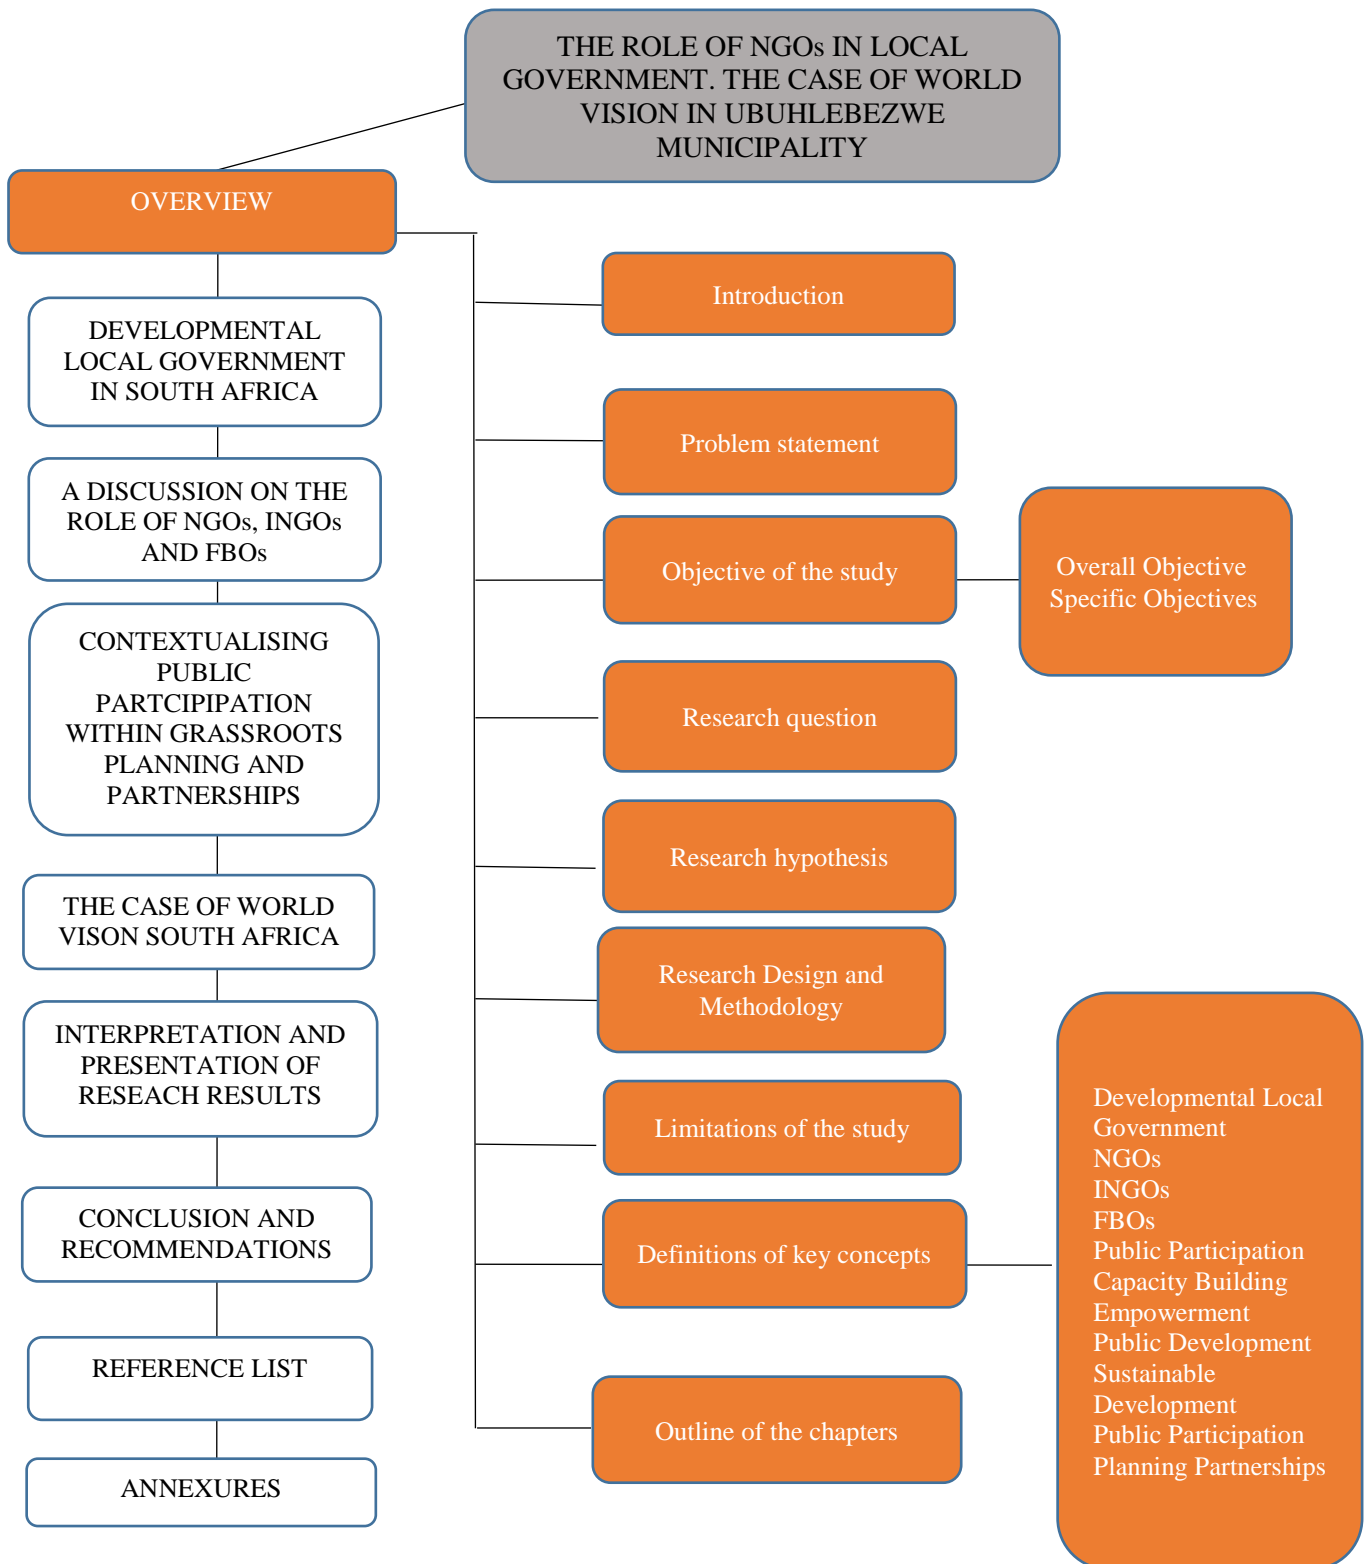 THE ROLE OF NGOs IN LOCAL
GOVERNMENT. THE CASE OF WORLD
VISION IN UBUHLEBEZWE
MUNICIPALITY
OVERVIEW
DEVELOPMENTAL
LOCAL GOVERNMENT
IN SOUTH AFRICA
A DISCUSSION ON THE
ROLE OF NGOs, INGOs
AND FBOs
CONTEXTUALISING
PUBLIC
PARTCIPIPATION
WITHIN GRASSROOTS
PLANNING AND
PARTNERSHIPS
THE CASE OF WORLD
VISON SOUTH AFRICA
INTERPRETATION AND
PRESENTATION OF
RESEACH RESULTS
CONCLUSION AND
RECOMMENDATIONS
REFERENCE LIST
ANNEXURES
Introduction
Problem statement
Objective of the study
Overall Objective
Specific Objectives
Research question
Research hypothesis
Research Design and
Methodology
Limitations of the study
Definitions of key concepts
Developmental Local
Government
NGOs
INGOs
FBOs
Public Participation
Capacity Building
Empowerment
Public Development
Sustainable
Development
Public Participation
Planning Partnerships
Outline of the chapters